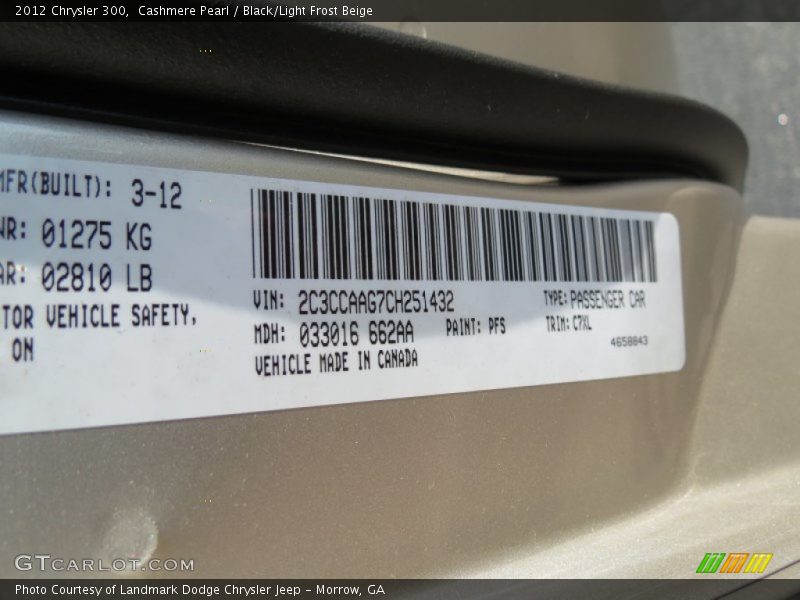 2012 Chrysler 300, Cashmere Pearl / Black/Light Frost Beige
MFR(BUILT): 3-12
WR: 01275 KG
AR: 02810 LB
TOR VEHICLE SAFETY,
ON
VIN: 2C3CCAAG7CH251432
TYPE: PASSENGER CAR
MDH: 033016 662AA
PAINT: PFS
TRIM: C7XL
VEHICLE MADE IN CANADA
4658843
GTCARLOT.COM
Photo Courtesy of Landmark Dodge Chrysler Jeep – Morrow, GA